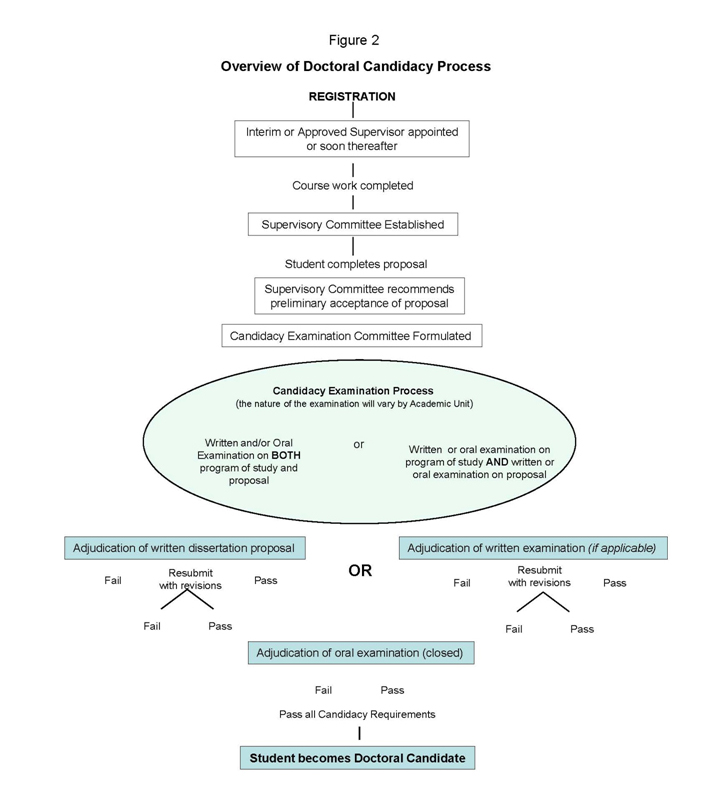 Figure 2
Overview of Doctoral Candidacy Process
REGISTRATION
Interim or Approved Supervisor appointed
or soon thereafter
Course work completed
Supervisory Committee Established
Student completes proposal
Supervisory Committee recommends
preliminary acceptance of proposal
Candidacy Examination Committee Formulated
Candidacy Examination Process
(the nature of the examination will vary by Academic Unit)
Written and/or Oral
Examination on BOTH
program of study and
proposal
or
Written or oral examination on
program of study AND written or
oral examination on proposal
Adjudication of written dissertation proposal
Fail
Resubmit
with revisions
Pass
Fail
Pass
OR
Adjudication of written examination (if applicable)
Fail
Resubmit
with revisions
Pass
Fail
Pass
Adjudication of oral examination (closed)
Fail
Pass
Pass all Candidacy Requirements
Student becomes Doctoral Candidate